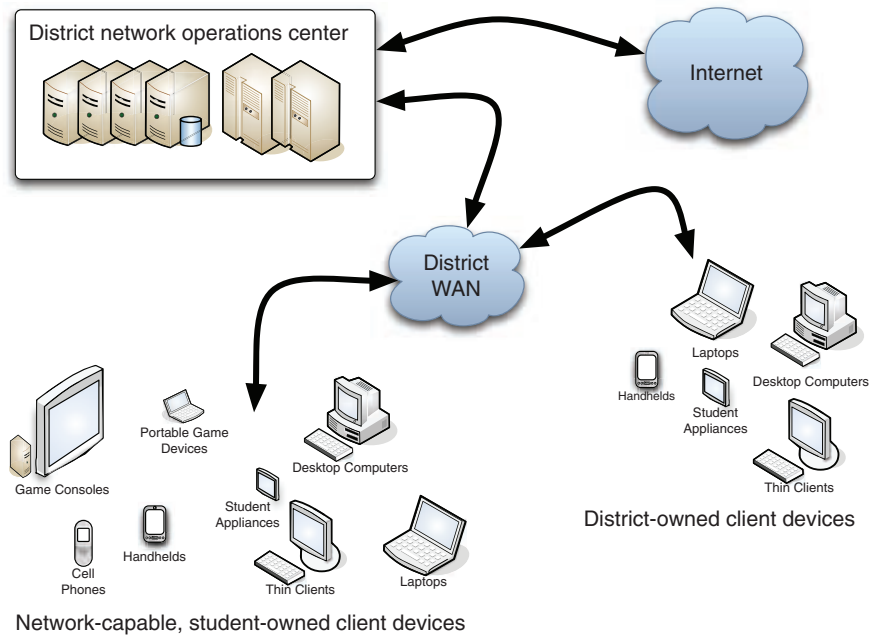 District network operations center
Internet
District
WAN
Laptops
Desktop Computers
Handhelds
Student
Appliances
Thin Clients
District-owned client devices
Game Consoles
Portable Game
Devices
Desktop Computers
Student
Appliances
Cell
Phones
Handhelds
Thin Clients
Laptops
Network-capable, student-owned client devices